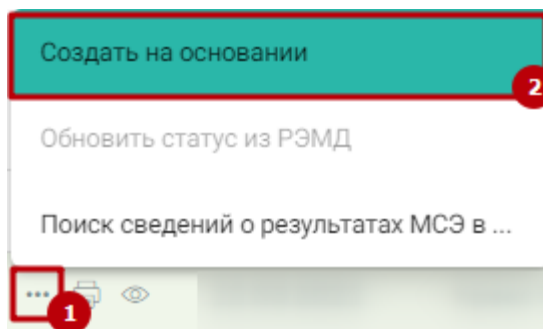 Создать на основании
2
Обновить статус из РЭМД
Поиск сведений о результатах МСЭ в ...
... 
1